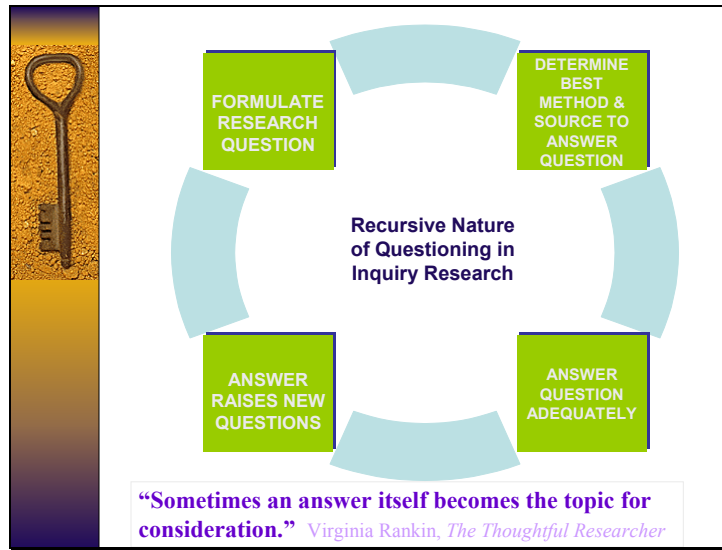 FORMULATE
RESEARCH
QUESTION
DETERMINE
BEST
METHOD &
SOURCE TO
ANSWER
QUESTION
Recursive Nature
of Questioning in
Inquiry Research
ANSWER
RAISES NEW
QUESTIONS
ANSWER
QUESTION
ADEQUATELY
“Sometimes an answer itself becomes the topic for
consideration.” Virginia Rankin, The Thoughtful Researcher